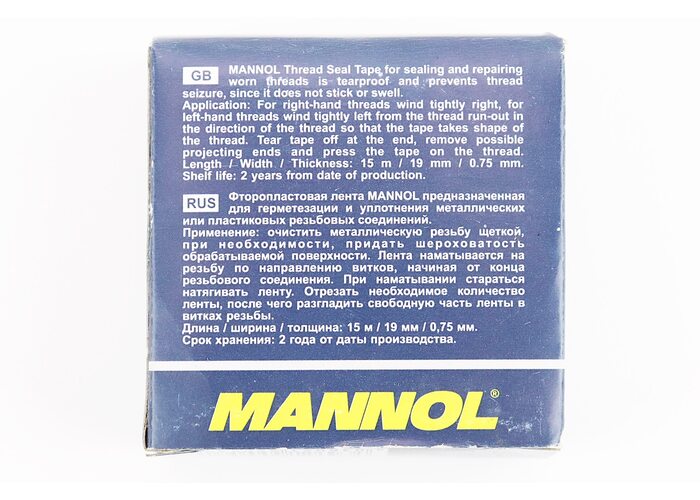 GB MANNOL Thread Seal Tape for sealing and repairing
worn threads is tearproof and prevents thread
seizure, since it does not stick or swell.
Application: For right-hand threads wind tightly right, for
left-hand threads wind tightly left from the thread run-out in
the direction of the thread so that the tape takes shape of
the thread. Tear tape off at the end, remove possible
projecting ends and press the tape on the thread.
Length / Width / Thickness: 15 m / 19 mm / 0.75 mm.
Shelf life: 2 years from date of production.
RUS Фторопластовая лента MANNOL предназначенная
для герметезации и уплотнения металлических
или пластиковых резьбовых соединений.
Применение: очистить металлическую резьбу щеткой,
при необходимости, придать шероховатость
обрабатываемой поверхности. Лента наматывается на
резьбу по направлению витков, начиная от конца
резьбового соединения. При наматывании стараться
натягивать ленту. Отрезать необходимое количество
ленты, после чего разгладить свободную часть ленты в
витках резьбы.
Длина / ширина / толщина: 15 м / 19 мм / 0,75 мм.
Срок хранения: 2 года от даты производства.
MANNOL®